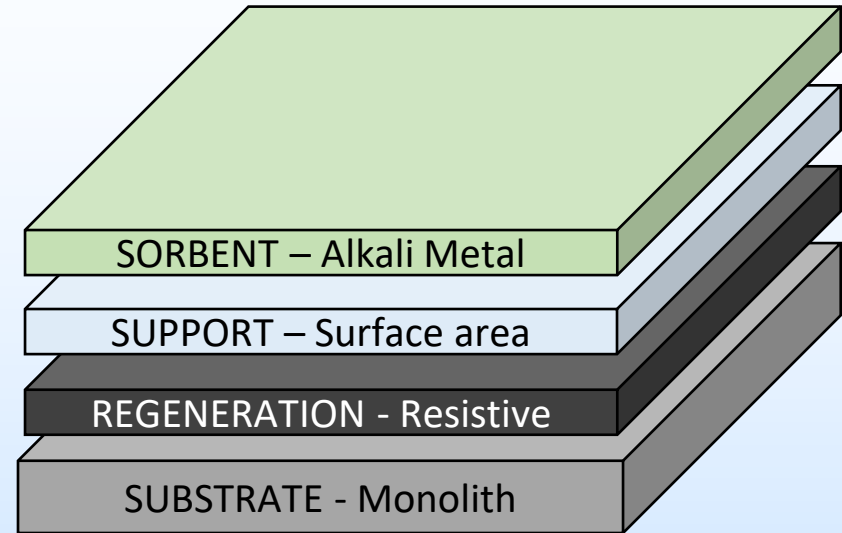 SORBENT – Alkali Metal
SUPPORT – Surface area
REGENERATION - Resistive
SUBSTRATE - Monolith